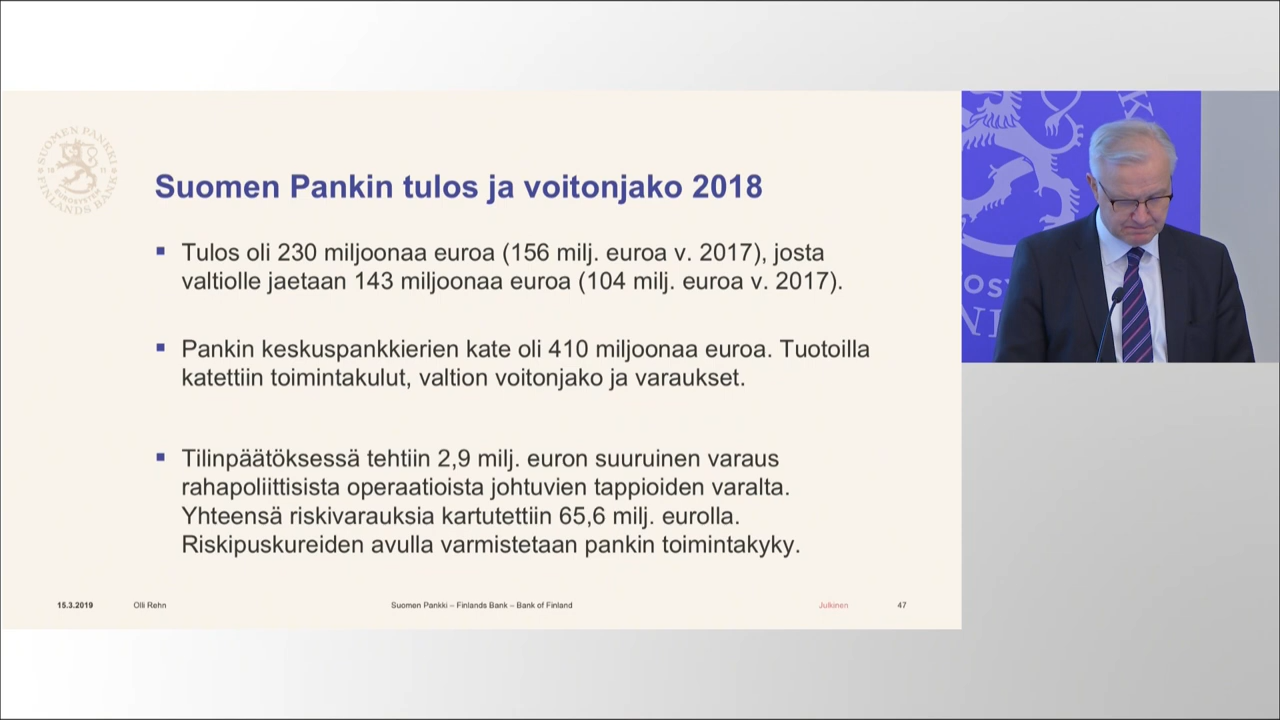 SUOMEN PANKKI
FINLANDS BANK
EUROSYSTEM
Suomen Pankin tulos ja voitonjako 2018
Tulos oli 230 miljoonaa euroa (156 milj. euroa v. 2017), josta
valtiolle jaetaan 143 miljoonaa euroa (104 milj. euroa v. 2017).
Pankin keskuspankkierien kate oli 410 miljoonaa euroa. Tuotoilla
katettiin toimintakulut, valtion voitonjako ja varaukset.
Tilinpäätöksessä tehtiin 2,9 milj. euron suuruinen varaus
rahapoliittisista operaatioista johtuvien tappioiden varalta.
Yhteensä riskivarauksia kartutettiin 65,6 milj. eurolla.
Riskipuskureiden avulla varmistetaan pankin toimintakyky.
15.3.2019 Olli Rehn Suomen Pankki – Finlands Bank – Bank of Finland Julkinen 47